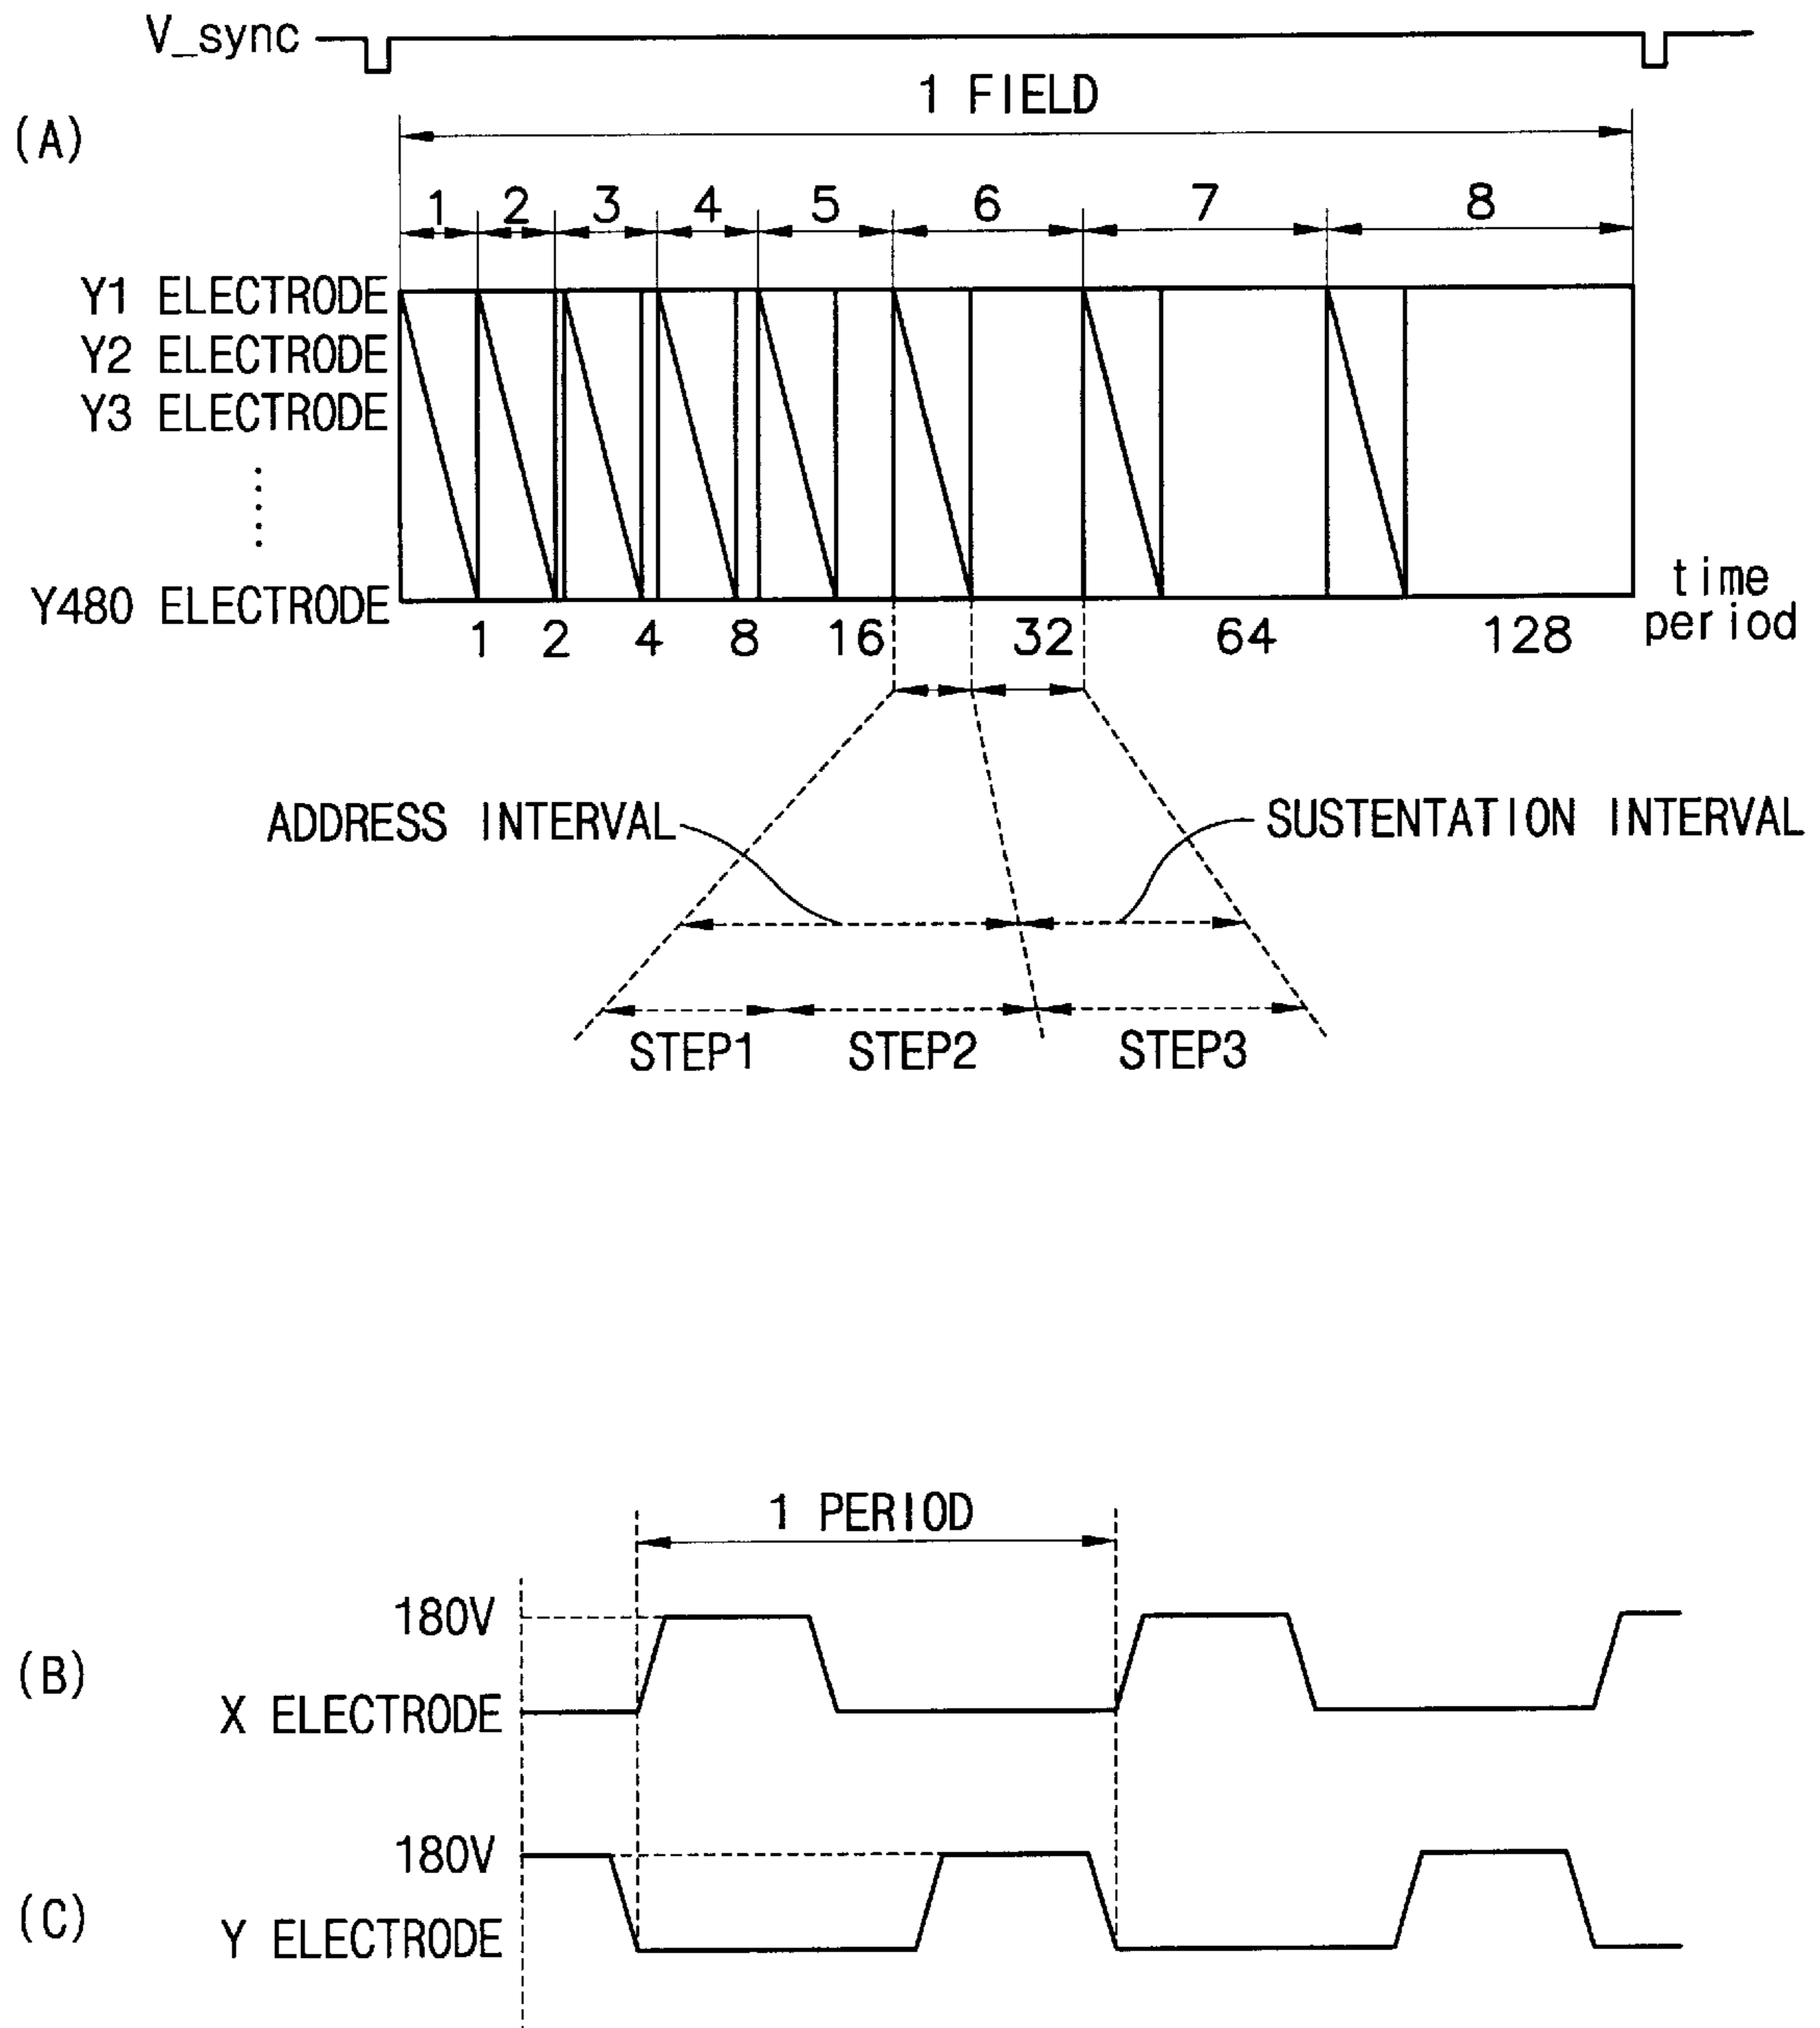 V_sync
1 FIELD
(A)
1 2 3 4 5 6 7 8
Y1 ELECTRODE
Y2 ELECTRODE
Y3 ELECTRODE
Y480 ELECTRODE
time
period
1 2 4 8 16 32 64 128
ADDRESS INTERVAL
SUSTENTATION INTERVAL
STEP1 STEP2 STEP3
1 PERIOD
180V
(B)
X ELECTRODE
180V
(C)
Y ELECTRODE